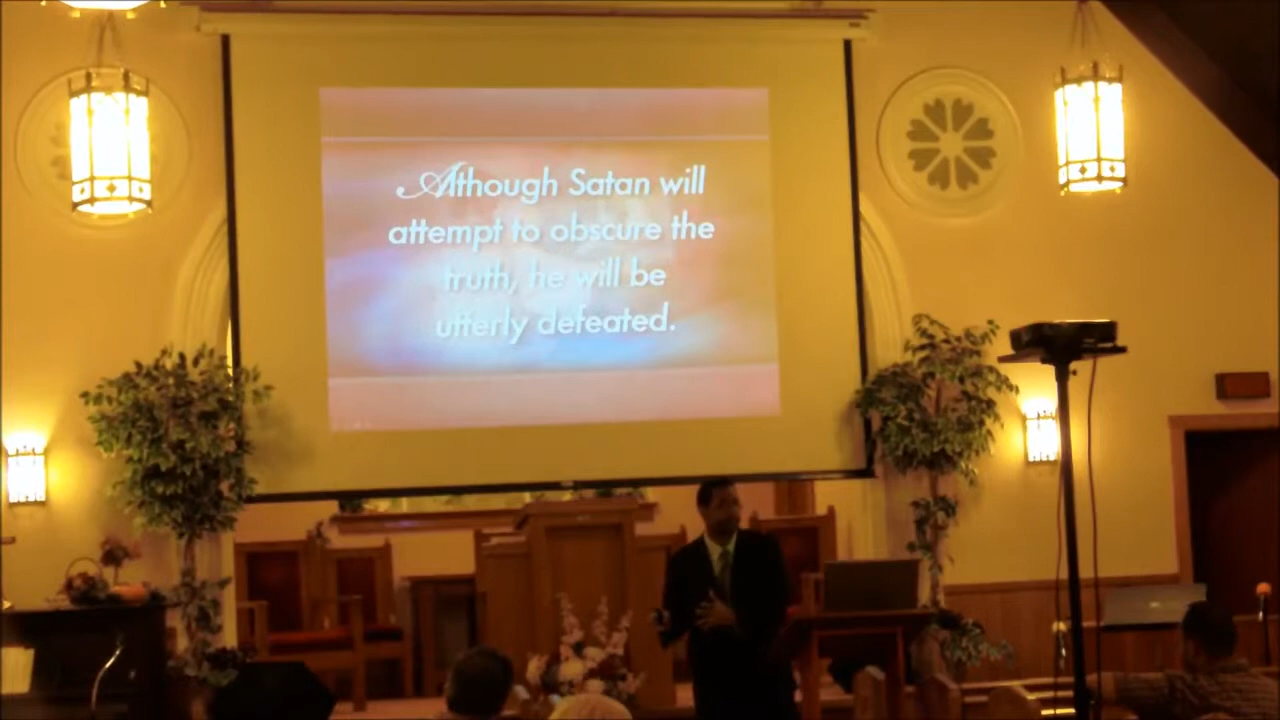 Although Satan will
attempt to obscure the
truth, he will be
utterly defeated.